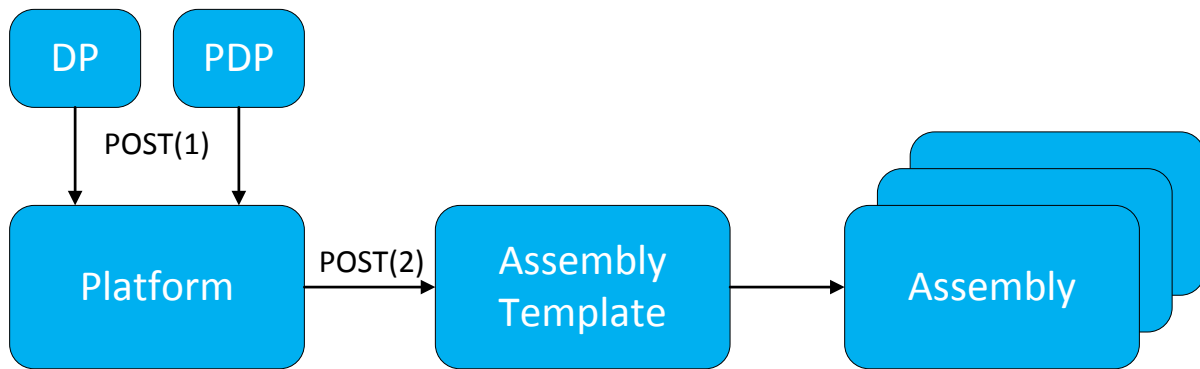 DP
PDP
POST(1)
Platform
POST(2)
Assembly
Template
Assembly